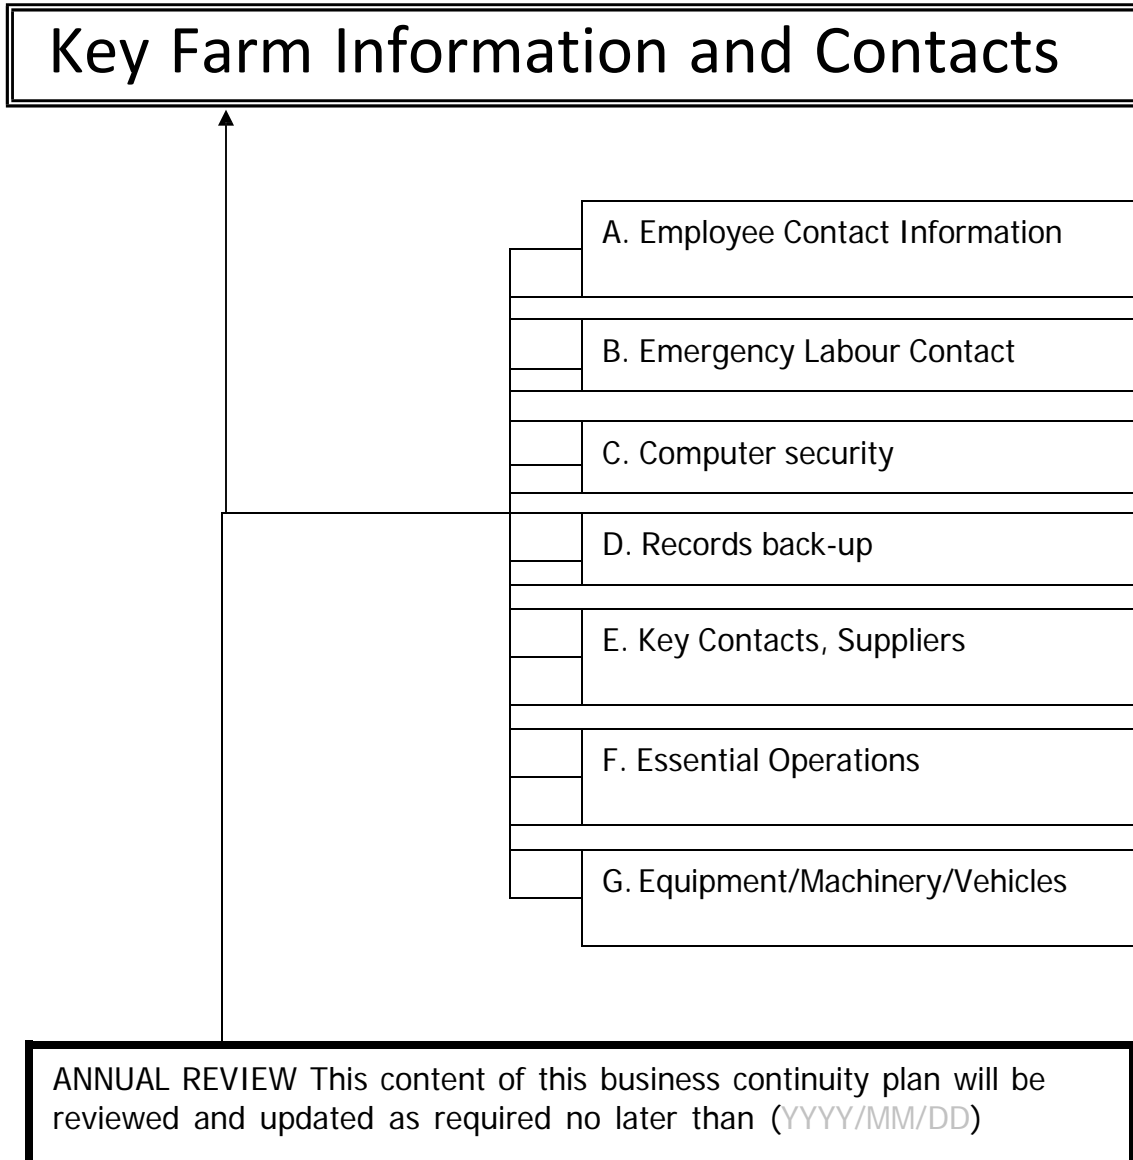 Key Farm Information and Contacts
A. Employee Contact Information
B. Emergency Labour Contact
C. Computer security
D. Records back-up
E. Key Contacts, Suppliers
F. Essential Operations
G. Equipment/Machinery/Vehicles
ANNUAL REVIEW This content of this business continuity plan will be
reviewed and updated as required no later than (YYYY/MM/DD)